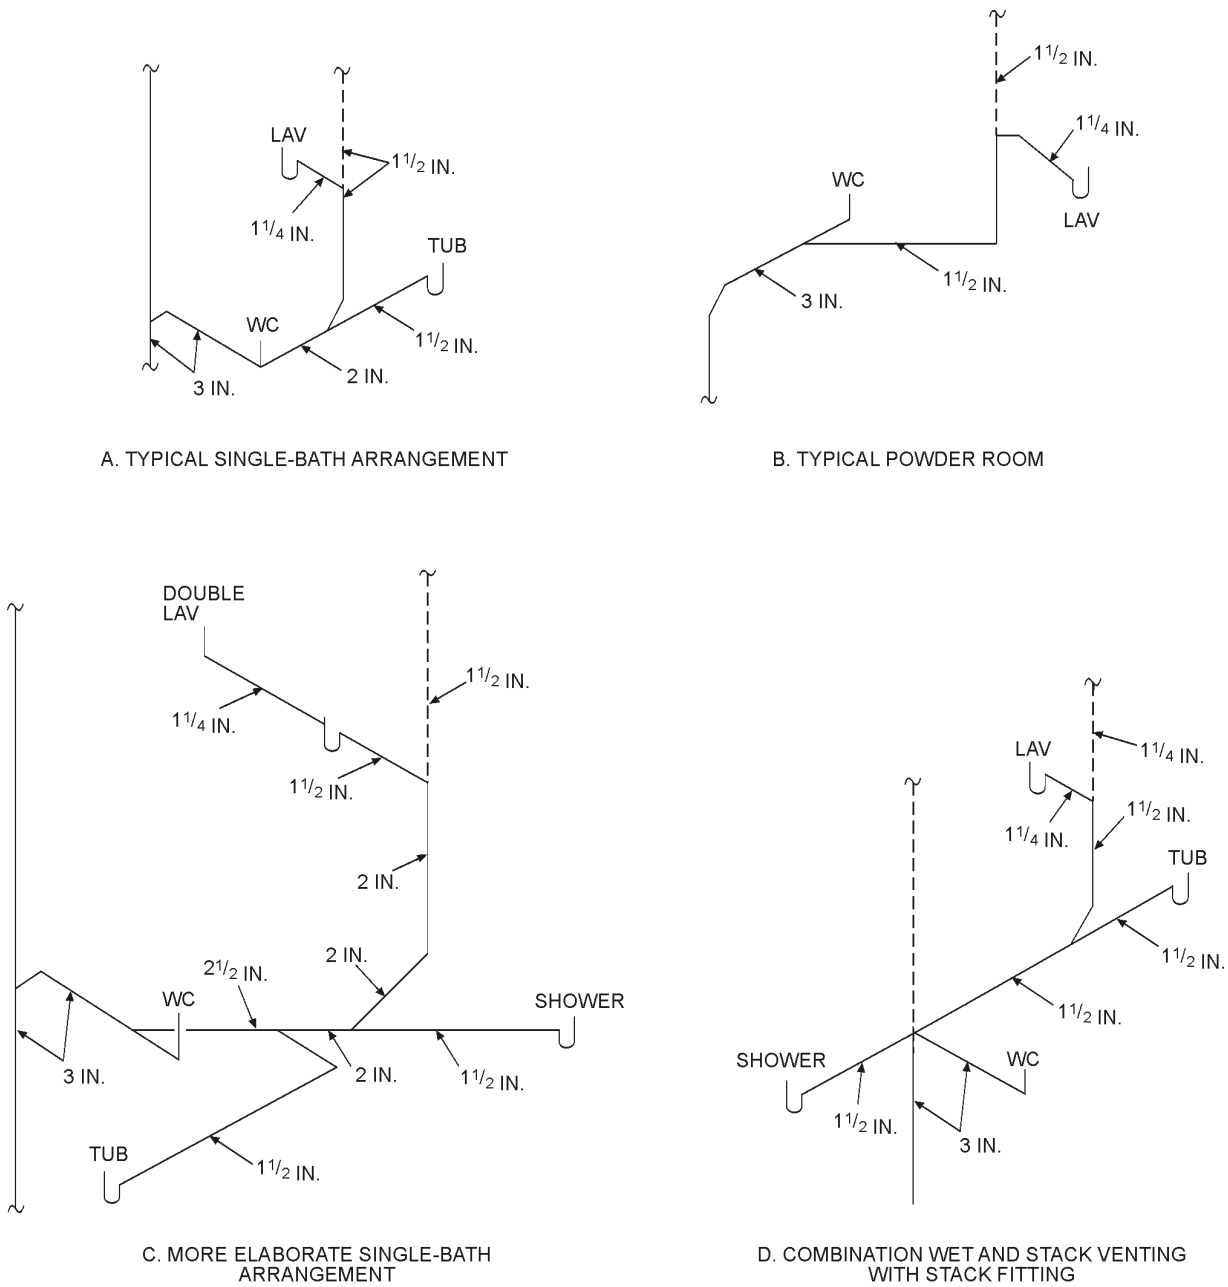 LAV
1 1/2 IN.
1 1/4 IN.
TUB
WC
1 1/2 IN.
2 IN.
3 IN.
A. TYPICAL SINGLE-BATH ARRANGEMENT
1 1/2 IN.
1 1/4 IN.
WC
LAV
1 1/2 IN.
3 IN.
B. TYPICAL POWDER ROOM
DOUBLE
LAV
1 1/2 IN.
1 1/4 IN.
1 1/2 IN.
2 IN.
2 IN.
2 1/2 IN.
WC
SHOWER
3 IN.
2 IN.
1 1/2 IN.
TUB
1 1/2 IN.
C. MORE ELABORATE SINGLE-BATH
ARRANGEMENT
LAV
1 1/4 IN.
1 1/2 IN.
1 1/4 IN.
TUB
1 1/2 IN.
1 1/2 IN.
SHOWER
WC
1 1/2 IN.
3 IN.
D. COMBINATION WET AND STACK VENTING
WITH STACK FITTING